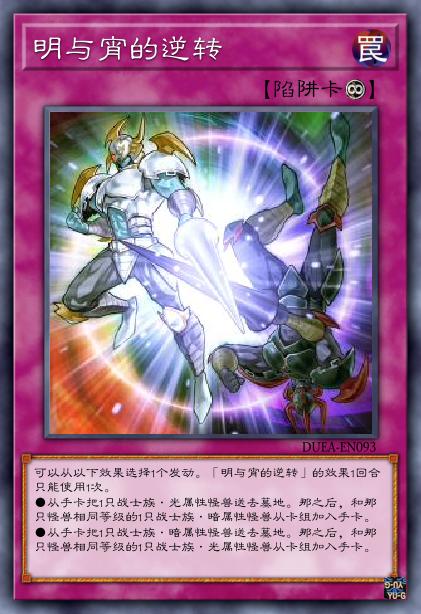 明与宵的逆转
罠
【陷阱卡】
DUEA-EN093
可以从以下效果选择1个发动。「明与宵的逆转」的效果1回合
只能使用1次。
●从手卡把1只战士族·光属性怪兽送去墓地。那之后，和那
只怪兽相同等级的1只战士族·暗属性怪兽从卡组加入手卡。
●从手卡把1只战士族·暗属性怪兽送去墓地。那之后，和那
只怪兽相同等级的1只战士族·光属性怪兽从卡组加入手卡。